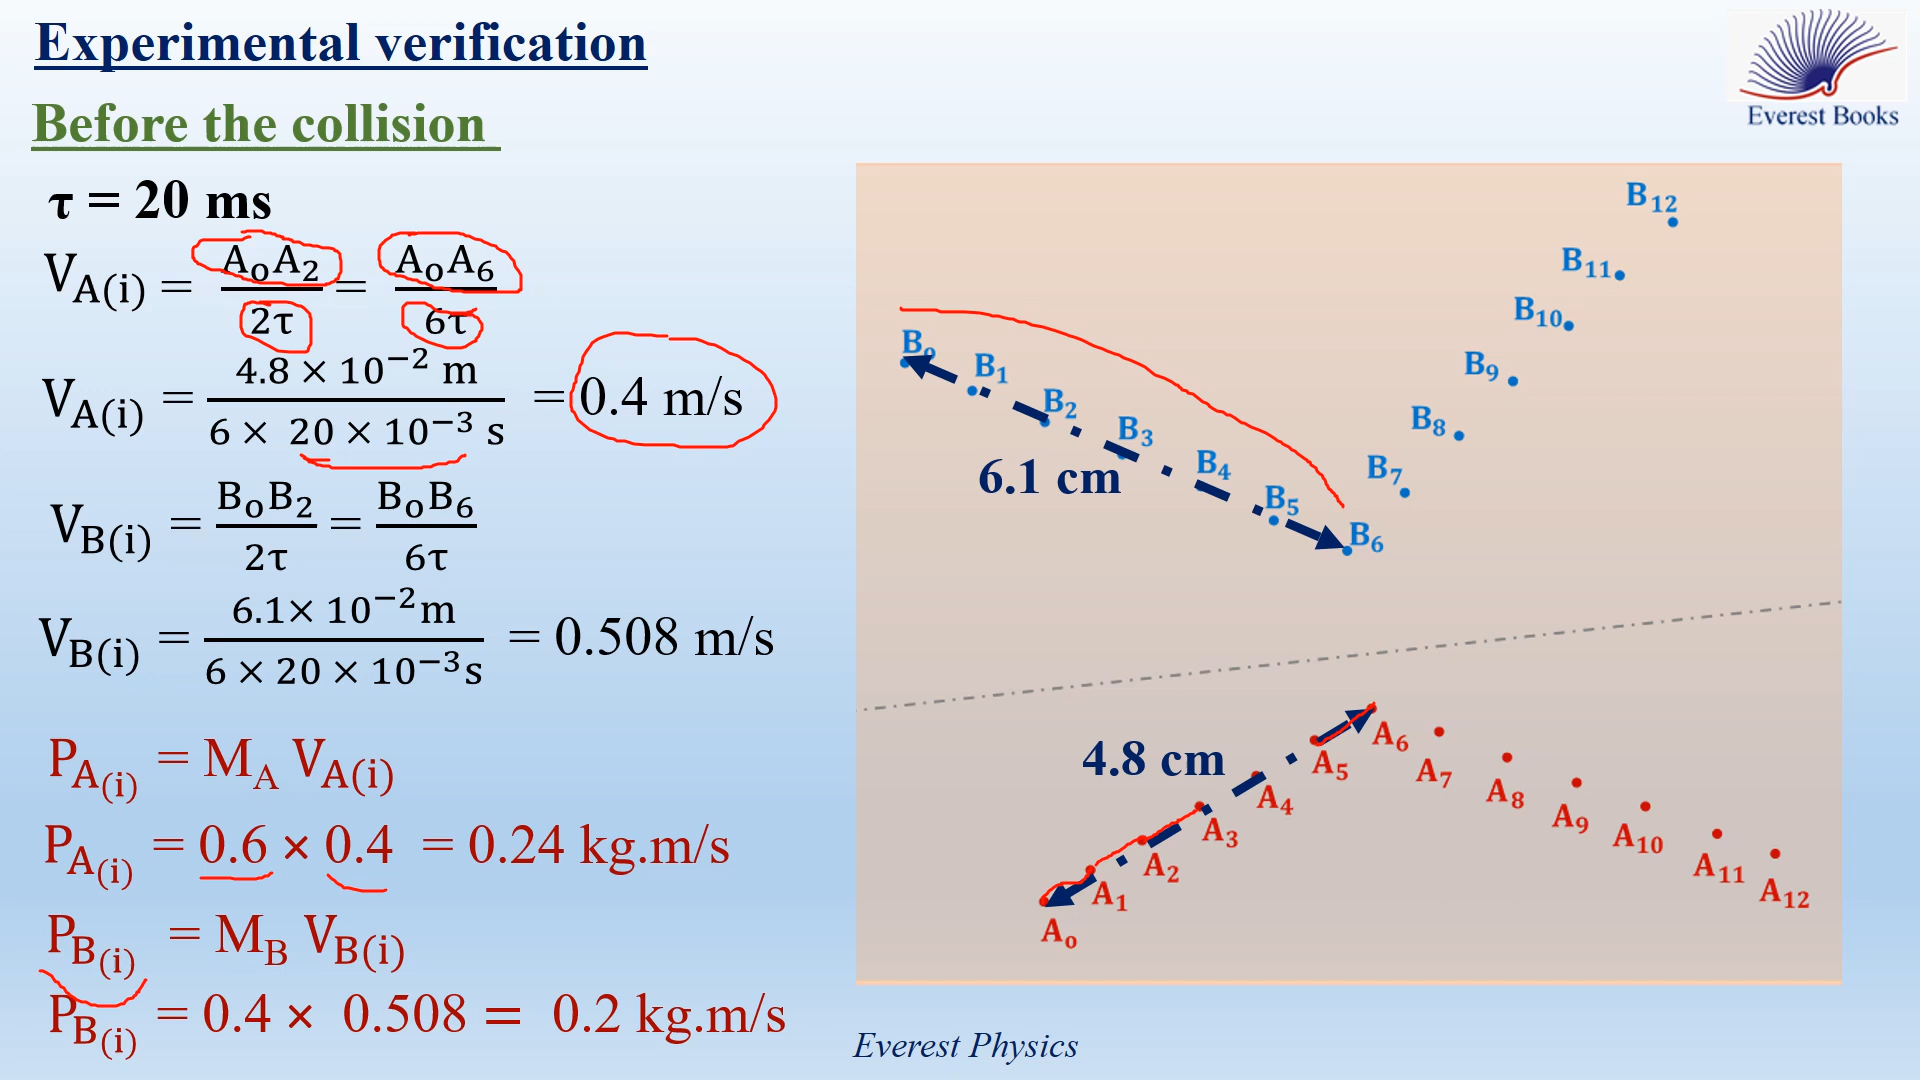 Experimental verification
Everest Books
Before the collision
τ = 20 ms
V_A(i) = A₀A₂ / 2τ = A₀A₆ / 6τ
V_A(i) = 4.8 × 10⁻² m / 6 × 20 × 10⁻³ s = 0.4 m/s
V_B(i) = B₀B₂ / 2τ = B₀B₆ / 6τ
V_B(i) = 6.1× 10⁻²m / 6 × 20 × 10⁻³s = 0.508 m/s
P_A(i) = M_A V_A(i)
P_A(i) = 0.6 × 0.4 = 0.24 kg.m/s
P_B(i) = M_B V_B(i)
P_B(i) = 0.4 × 0.508 = 0.2 kg.m/s
B₀
B₁
B₂
B₃
B₄
B₅
B₆
B₇
B₈
B₉
B₁₀
B₁₁
B₁₂
6.1 cm
4.8 cm
A₀
A₁
A₂
A₃
A₄
A₅
A₆
A₇
A₈
A₉
A₁₀
A₁₁
A₁₂
Everest Physics